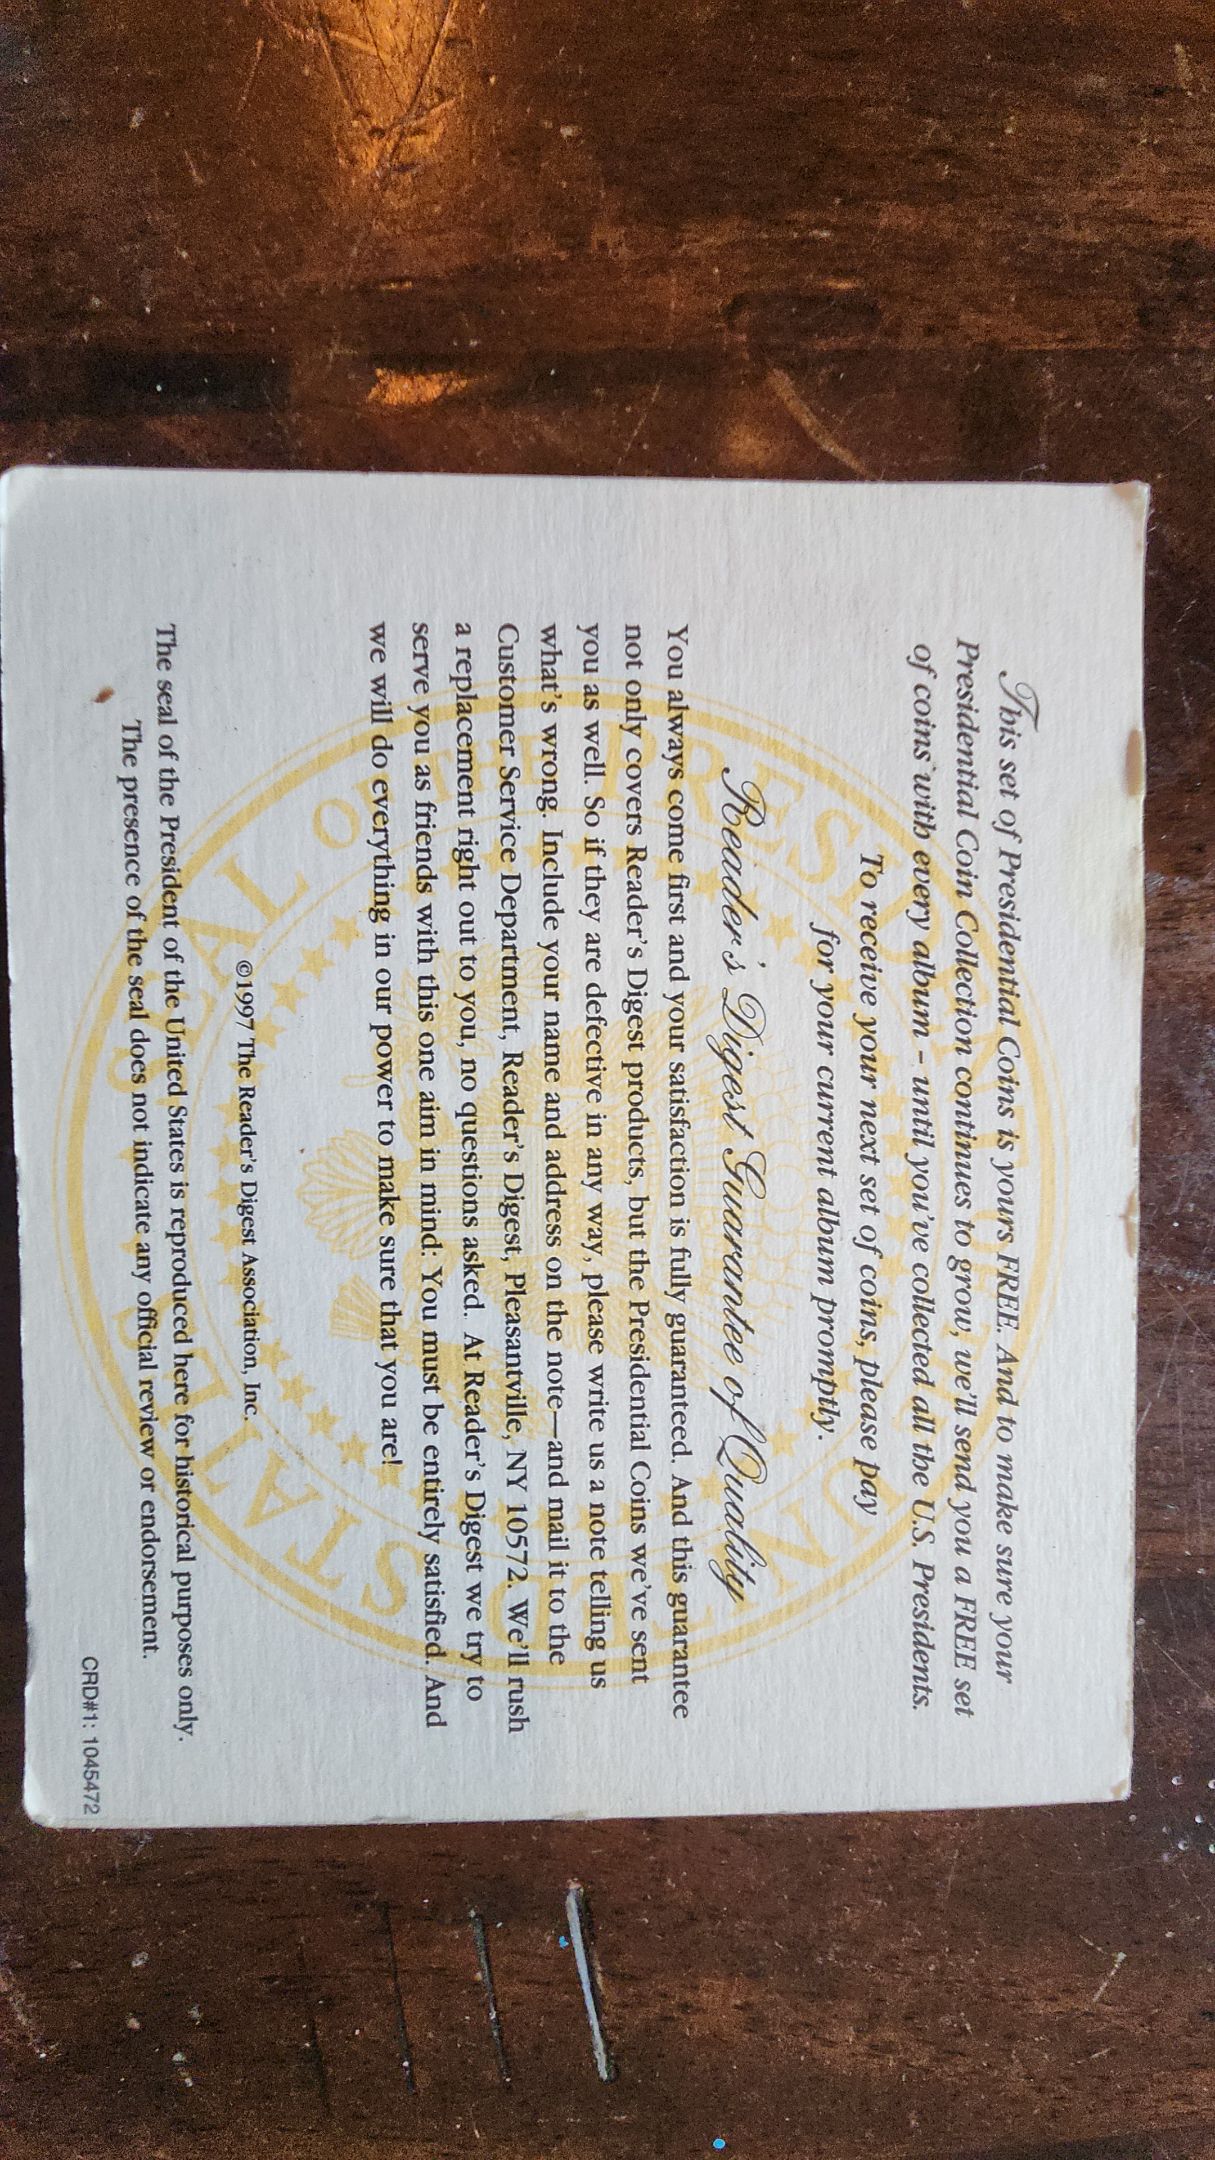 This set of Presidential Coins is yours FREE. And to make sure your
Presidential Coin Collection continues to grow, we'll send you a FREE set
of coins with every album – until you've collected all the U.S. Presidents.
To receive your next set of coins, please pay
for your current album promptly.
Reader's Digest Guarantee of Quality
You always come first and your satisfaction is fully guaranteed. And this guarantee
not only covers Reader's Digest products, but the Presidential Coins we've sent
you as well. So if they are defective in any way, please write us a note telling us
what's wrong. Include your name and address on the note—and mail it to the
Customer Service Department, Reader's Digest, Pleasantville, NY 10572. We'll rush
a replacement right out to you, no questions asked. At Reader's Digest we try to
serve you as friends with this one aim in mind: You must be entirely satisfied. And
we will do everything in our power to make sure that you are!
©1997 The Reader's Digest Association, Inc.
The seal of the President of the United States is reproduced here for historical purposes only.
The presence of the seal does not indicate any official review or endorsement.
CRD#1: 1045472
SEAL OF THE PRESIDENT OF THE UNITED STATES